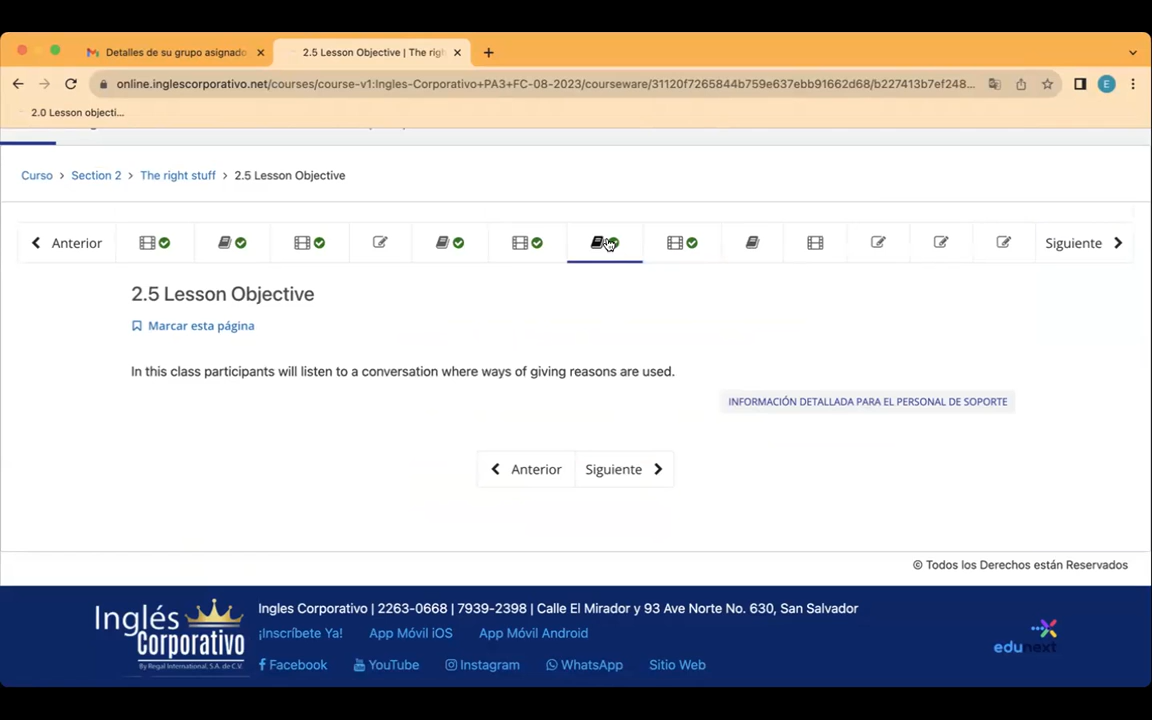 Detalles de su grupo asignado
2.5 Lesson Objective | The righ
online.inglescorporativo.net/courses/course-v1:Ingles-Corporativo+PA3+FC-08-2023/courseware/31120f7265844b759e637ebb91662d68/b227413b7ef248...
E
2.0 Lesson objecti...
Curso > Section 2 > The right stuff > 2.5 Lesson Objective
Anterior
Siguiente
2.5 Lesson Objective
Marcar esta página
In this class participants will listen to a conversation where ways of giving reasons are used.
INFORMACIÓN DETALLADA PARA EL PERSONAL DE SOPORTE
Anterior Siguiente
© Todos los Derechos están Reservados
Inglés Corporativo
By Regal International, S.A. de C.V.
Ingles Corporativo | 2263-0668 | 7939-2398 | Calle El Mirador y 93 Ave Norte No. 630, San Salvador
¡Inscríbete Ya! App Móvil iOS App Móvil Android
Facebook YouTube Instagram WhatsApp Sitio Web
edunext